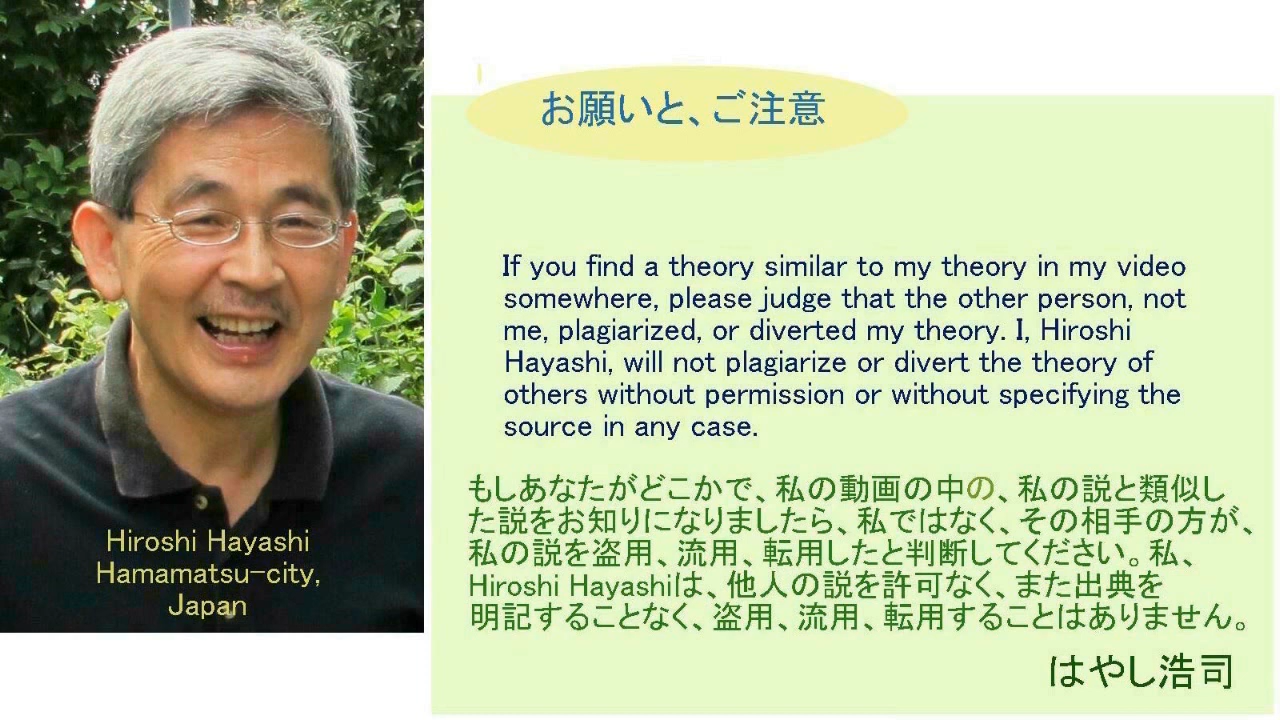 お願いと、ご注意
If you find a theory similar to my theory in my video
somewhere, please judge that the other person, not
me, plagiarized, or diverted my theory. I, Hiroshi
Hayashi, will not plagiarize or divert the theory of
others without permission or without specifying the
source in any case.
もしあなたがどこかで、私の動画の中の、私の説と類似し
た説をお知りになりましたら、私ではなく、その相手の方が、
私の説を盗用、流用、転用したと判断してください。私、
Hiroshi Hayashiは、他人の説を許可なく、また出典を
明記することなく、盗用、流用、転用することはありません。
はやし浩司
Hiroshi Hayashi
Hamamatsu-city,
Japan